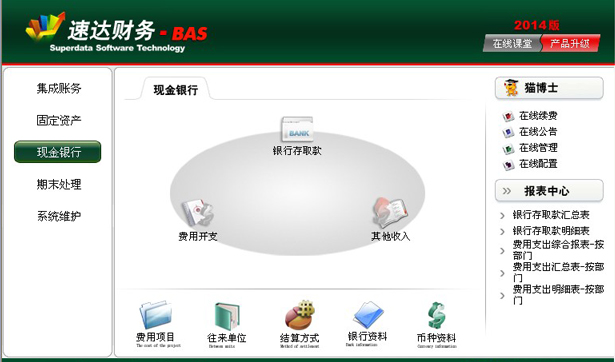 速达财务-BAS
Superdata Software Technology
2014版
在线课堂
产品升级
集成账务
固定资产
现金银行
期末处理
系统维护
现金银行
BANK
银行存取款
费用开支
其他收入
费用项目
The cost of the project
往来单位
Between units
结算方式
Method of settlement
银行资料
Bank information
币种资料
Currency information
猫博士
在线续费
在线公告
在线管理
在线配置
报表中心
银行存取款汇总表
银行存取款明细表
费用支出综合报表-按
部门
费用支出汇总表-按部
门
费用支出明细表-按部
门